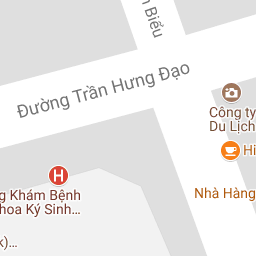 Biểu
Đường Trần Hưng Đạo
Công ty
Du Lịch
Hi
H
g Khám Bệnh
hoa Ký Sinh...
k)...
Nhà Hàng